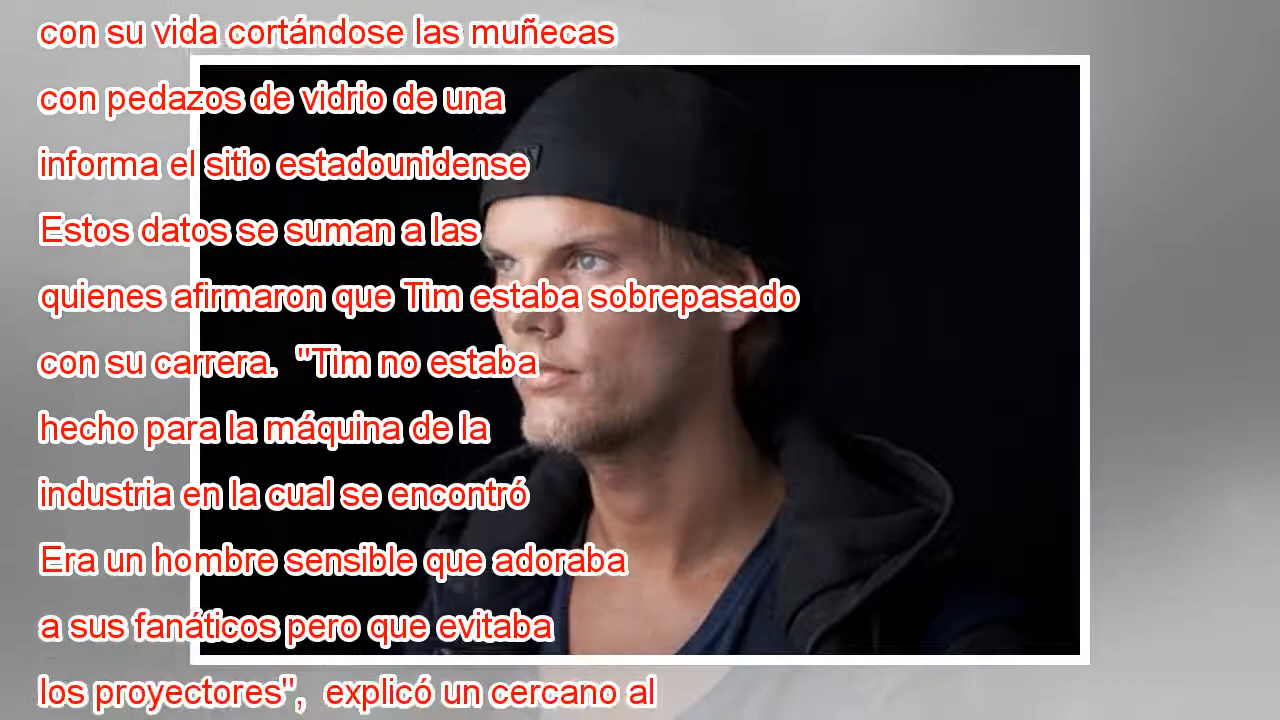 con su vida cortándose las muñecas
con pedazos de vidrio de una
informa el sitio estadounidense
Estos datos se suman a las
quienes afirmaron que Tim estaba sobrepasado
con su carrera.  "Tim no estaba
hecho para la máquina de la
industria en la cual se encontró
Era un hombre sensible que adoraba
a sus fanáticos pero que evitaba
los proyectores",  explicó un cercano al